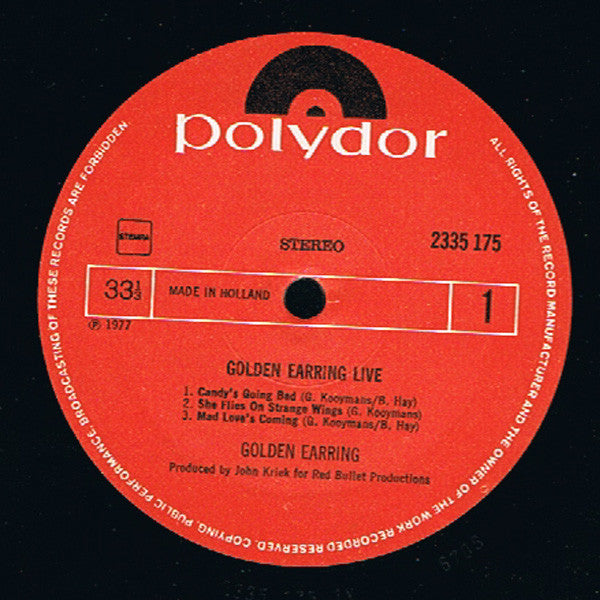 polydor
STEMRA
STEREO
2335 175
33⅓
MADE IN HOLLAND
1
℗ 1977
GOLDEN EARRING LIVE
1. Candy's Going Bad (G. Kooymans/B. Hay)
2. She Flies On Strange Wings (G. Kooymans)
3. Mad Love's Coming (G. Kooymans/B. Hay)
GOLDEN EARRING
Produced by John Kriek for Red Bullet Productions
ALL RIGHTS OF THE RECORD MANUFACTURER AND THE OWNER OF THE WORK RECORDED RESERVED. COPYING, PUBLIC PERFORMANCE, BROADCASTING OF THESE RECORDS ARE FORBIDDEN.